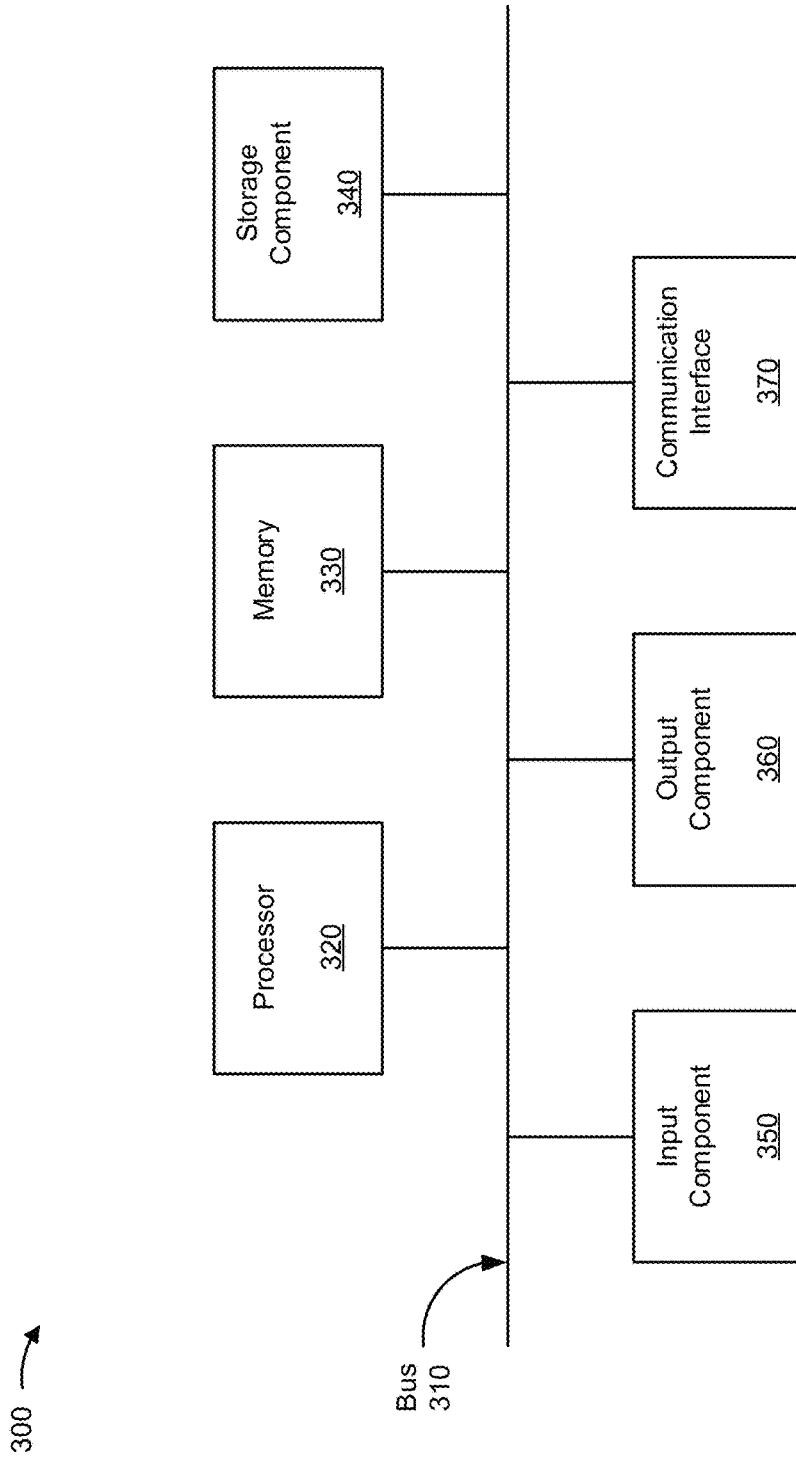 300
Processor
320
Memory
330
Storage
Component
340
Bus
310
Input
Component
350
Output
Component
360
Communication
Interface
370